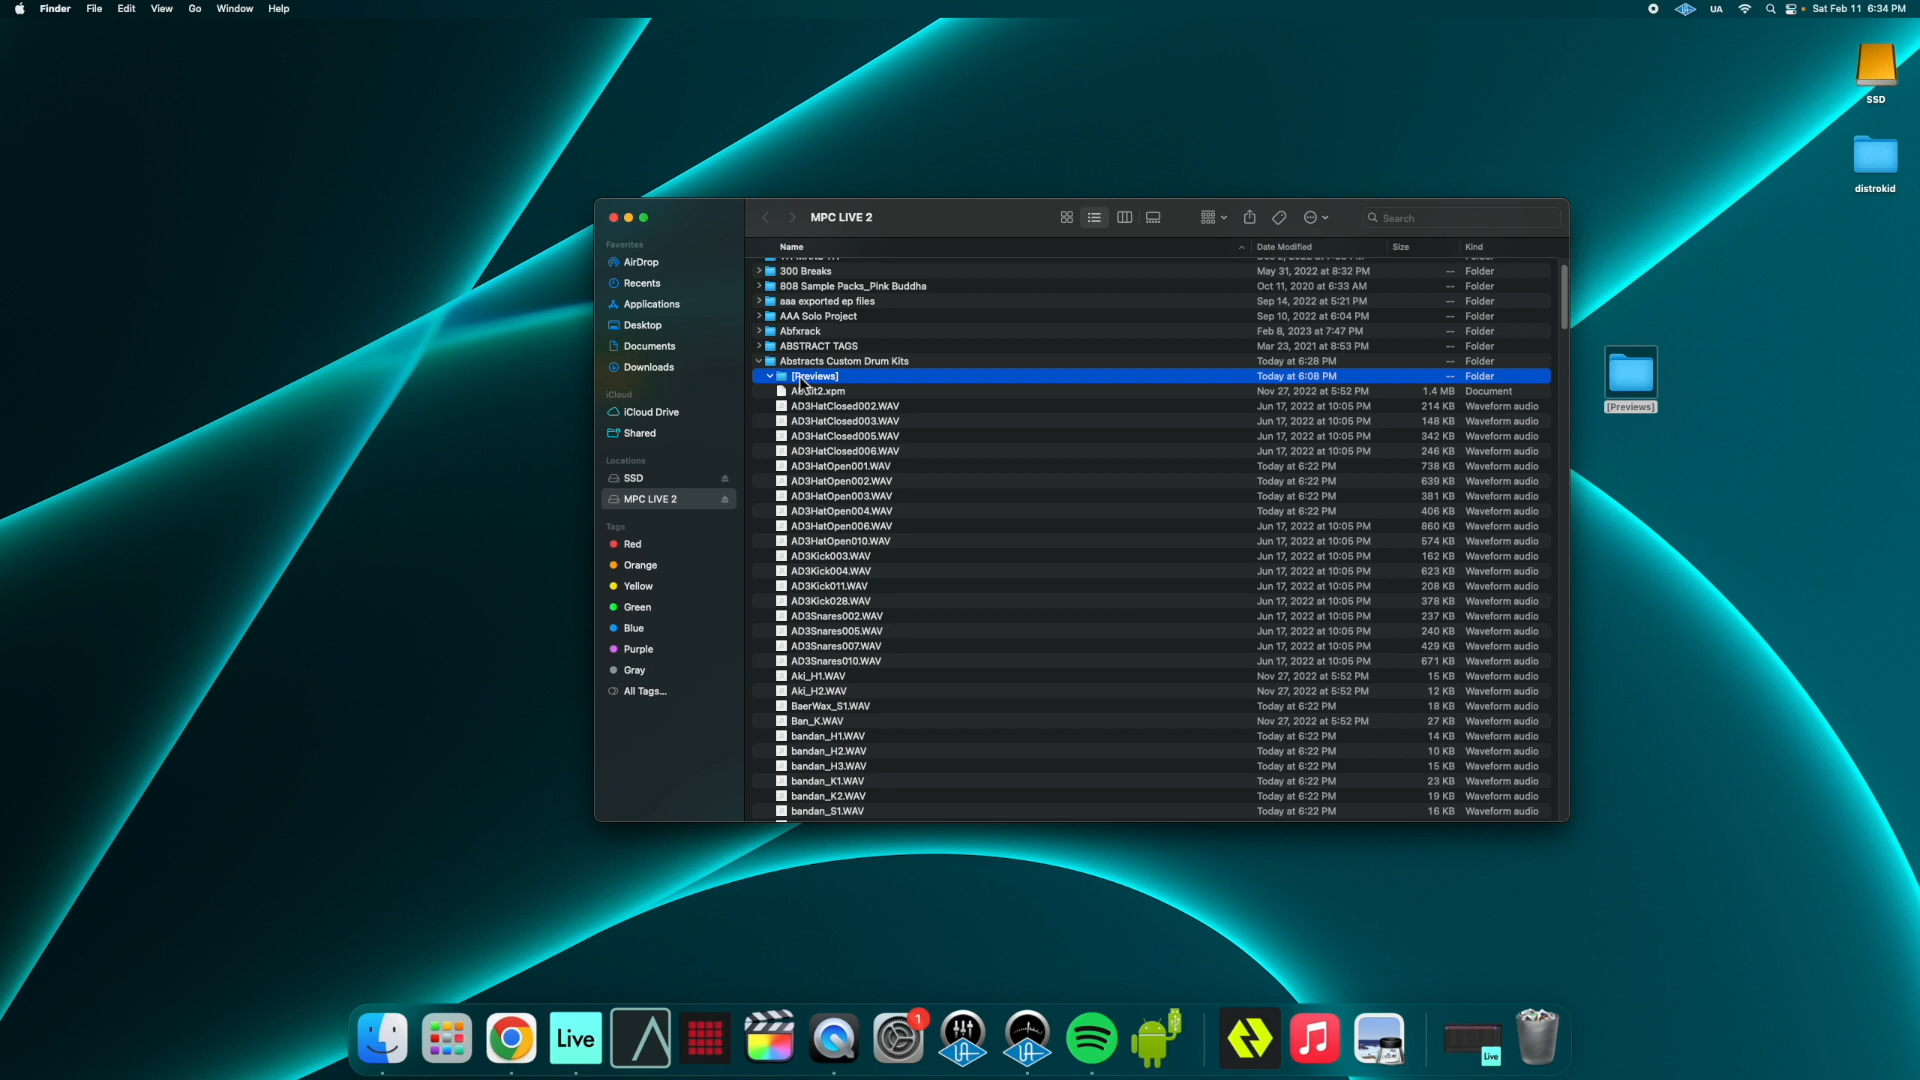 Finder File Edit View Go Window Help
UA Sat Feb 11 6:34 PM
SSD
distrokid
[Previews]
MPC LIVE 2
Search
Favorites
AirDrop
Recents
Applications
Desktop
Documents
Downloads
iCloud
iCloud Drive
Shared
Locations
SSD
MPC LIVE 2
Tags
Red
Orange
Yellow
Green
Blue
Purple
Gray
All Tags...
Name Date Modified Size Kind
300 Breaks May 31, 2022 at 8:32 PM -- Folder
808 Sample Packs_Pink Buddha Oct 11, 2020 at 6:33 AM -- Folder
aaa exported ep files Sep 14, 2022 at 5:21 PM -- Folder
AAA Solo Project Sep 10, 2022 at 6:04 PM -- Folder
Abfxrack Feb 8, 2023 at 7:47 PM -- Folder
ABSTRACT TAGS Mar 23, 2021 at 8:53 PM -- Folder
Abstracts Custom Drum Kits Today at 6:28 PM -- Folder
[Previews] Today at 6:08 PM -- Folder
Nov 27, 2022 at 5:52 PM 1.4 MB Document
AD3HatClosed002.WAV Jun 17, 2022 at 10:05 PM 214 KB Waveform audio
AD3HatClosed003.WAV Jun 17, 2022 at 10:05 PM 148 KB Waveform audio
AD3HatClosed005.WAV Jun 17, 2022 at 10:05 PM 342 KB Waveform audio
AD3HatClosed006.WAV Jun 17, 2022 at 10:05 PM 246 KB Waveform audio
AD3HatOpen001.WAV Today at 6:22 PM 738 KB Waveform audio
AD3HatOpen002.WAV Today at 6:22 PM 639 KB Waveform audio
AD3HatOpen003.WAV Today at 6:22 PM 381 KB Waveform audio
AD3HatOpen004.WAV Today at 6:22 PM 406 KB Waveform audio
AD3HatOpen006.WAV Jun 17, 2022 at 10:05 PM 860 KB Waveform audio
AD3HatOpen010.WAV Jun 17, 2022 at 10:05 PM 574 KB Waveform audio
AD3Kick003.WAV Jun 17, 2022 at 10:05 PM 162 KB Waveform audio
AD3Kick004.WAV Jun 17, 2022 at 10:05 PM 623 KB Waveform audio
AD3Kick011.WAV Jun 17, 2022 at 10:05 PM 208 KB Waveform audio
AD3Kick028.WAV Jun 17, 2022 at 10:05 PM 378 KB Waveform audio
AD3Snares002.WAV Jun 17, 2022 at 10:05 PM 237 KB Waveform audio
AD3Snares005.WAV Jun 17, 2022 at 10:05 PM 240 KB Waveform audio
AD3Snares007.WAV Jun 17, 2022 at 10:05 PM 429 KB Waveform audio
AD3Snares010.WAV Jun 17, 2022 at 10:05 PM 671 KB Waveform audio
Aki_H1.WAV Nov 27, 2022 at 5:52 PM 15 KB Waveform audio
Aki_H2.WAV Nov 27, 2022 at 5:52 PM 12 KB Waveform audio
BaerWax_S1.WAV Today at 6:22 PM 18 KB Waveform audio
Ban_K.WAV Nov 27, 2022 at 5:52 PM 27 KB Waveform audio
bandan_H1.WAV Today at 6:22 PM 14 KB Waveform audio
bandan_H2.WAV Today at 6:22 PM 10 KB Waveform audio
bandan_H3.WAV Today at 6:22 PM 15 KB Waveform audio
bandan_K1.WAV Today at 6:22 PM 23 KB Waveform audio
bandan_K2.WAV Today at 6:22 PM 19 KB Waveform audio
bandan_S1.WAV Today at 6:22 PM 16 KB Waveform audio
Live
1
Live